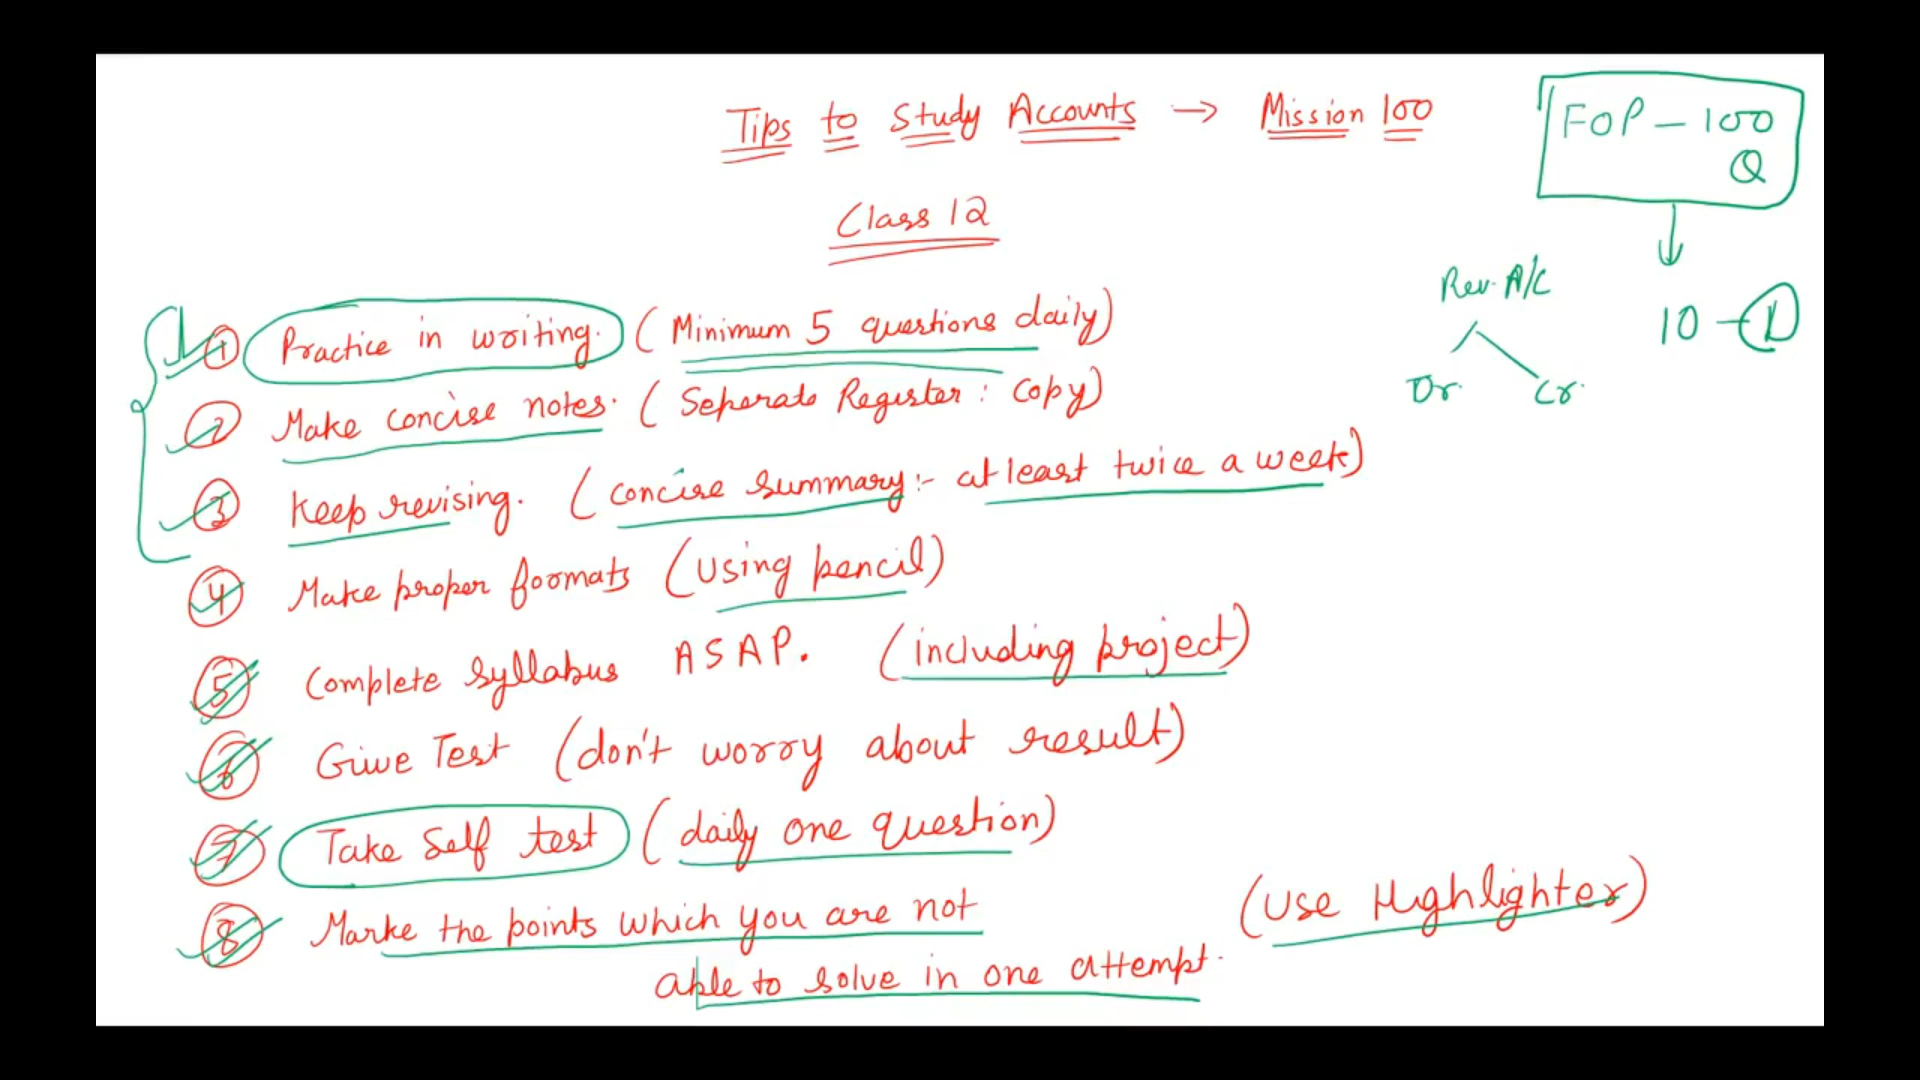 Tips to Study Accounts → Mission 100
Class 12
① Practice in writing. (Minimum 5 questions daily)
② Make concise notes. (Seperate Register : Copy)
③ Keep revising. (concise summary :- at least twice a week)
④ Make proper formats (using pencil)
⑤ Complete syllabus ASAP. (including project)
⑥ Give Test (don't worry about result)
⑦ Take Self test (daily one question)
⑧ Marke the points which you are not
able to solve in one attempt. (Use Highlighter)
FOP – 100
Q
Rev. A/C
Dr. Cr.
10 – D